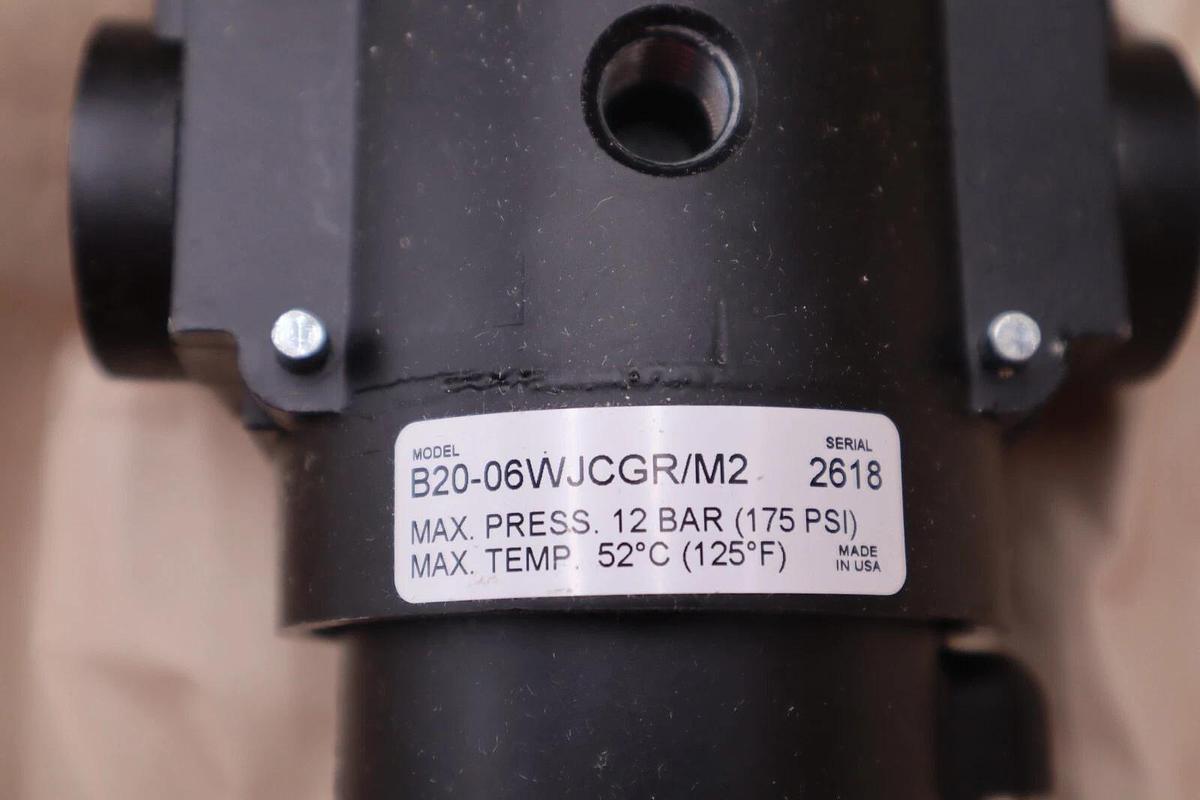 MODEL SERIAL
B20-06WJCGR/M2 2618
MAX. PRESS. 12 BAR (175 PSI)
MAX. TEMP. 52°C (125°F) MADE
IN USA